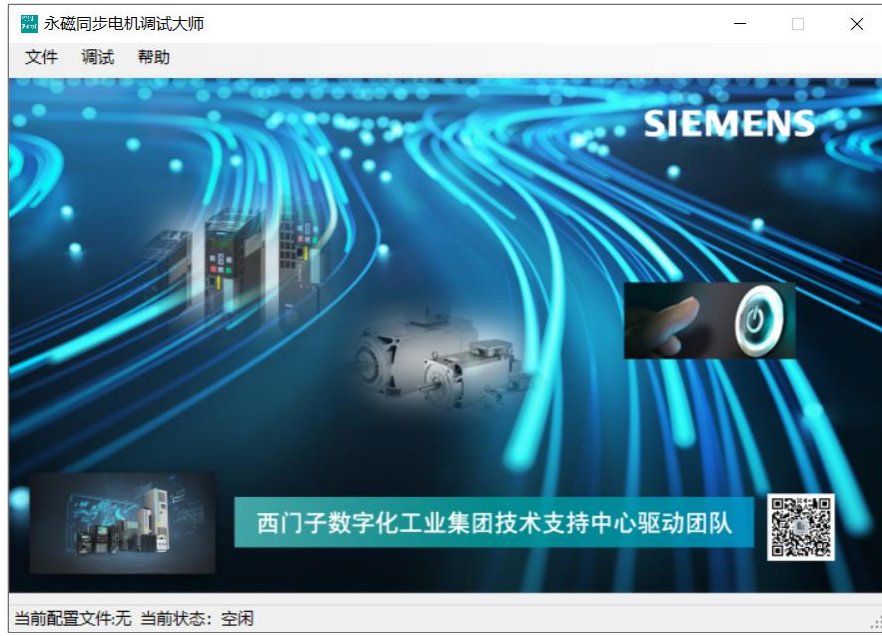 永磁同步电机调试大师
文件 调试 帮助
SIEMENS
西门子数字化工业集团技术支持中心驱动团队
当前配置文件:无 当前状态：空闲